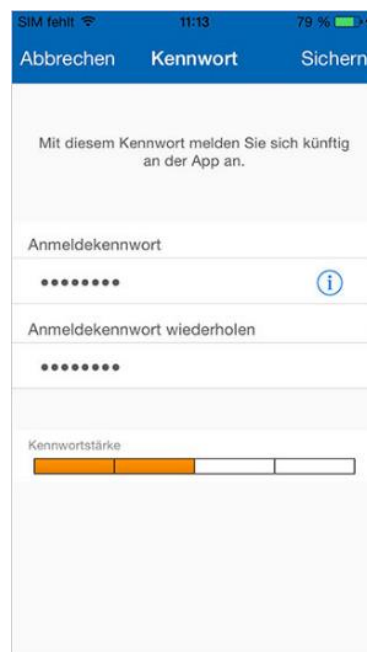 SIM fehlt 11:13 79 %
Abbrechen Kennwort Sichern
Mit diesem Kennwort melden Sie sich künftig
an der App an.
Anmeldekennwort
●●●●●●●●
Anmeldekennwort wiederholen
●●●●●●●●
Kennwortstärke